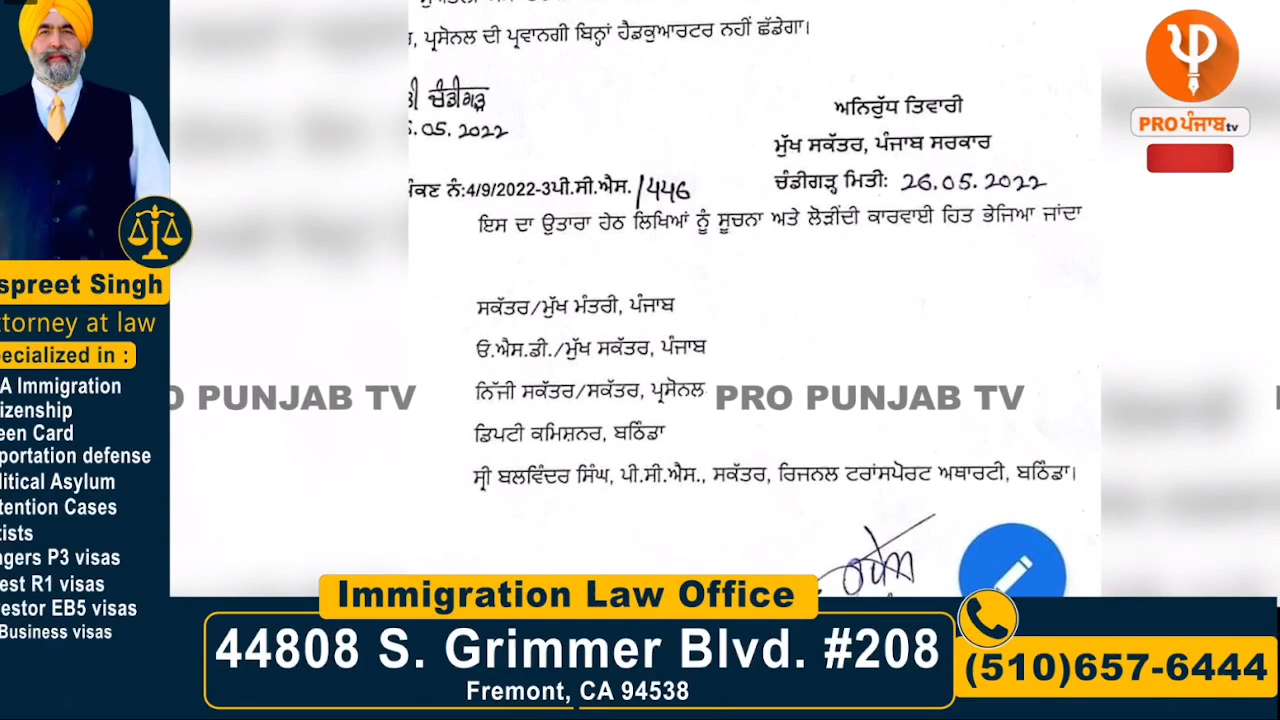 , ਪ੍ਰਸੋਨਲ ਦੀ ਪ੍ਰਵਾਨਗੀ ਬਿਨ੍ਹਾਂ ਹੈਡਕੁਆਰਟਰ ਨਹੀਂ ਛੱਡੇਗਾ।
ਚੰਡੀਗੜ੍ਹ
.05.2022
ਅਨਿਰੁੱਧ ਤਿਵਾਰੀ
ਮੁੱਖ ਸਕੱਤਰ, ਪੰਜਾਬ ਸਰਕਾਰ
ਚੰਡੀਗੜ੍ਹ ਮਿਤੀ: 26.05.2022
ਅੰਕਣ ਨੰ:4/9/2022-3ਪੀ.ਸੀ.ਐਸ./446
ਇਸ ਦਾ ਉਤਾਰਾ ਹੇਠ ਲਿਖਿਆਂ ਨੂੰ ਸੂਚਨਾ ਅਤੇ ਲੋੜੀਂਦੀ ਕਾਰਵਾਈ ਹਿਤ ਭੇਜਿਆ ਜਾਂਦਾ
ਸਕੱਤਰ/ਮੁੱਖ ਮੰਤਰੀ, ਪੰਜਾਬ
ਓ.ਐਸ.ਡੀ./ਮੁੱਖ ਸਕੱਤਰ, ਪੰਜਾਬ
ਨਿੱਜੀ ਸਕੱਤਰ/ਸਕੱਤਰ, ਪ੍ਰਸੋਨਲ
ਡਿਪਟੀ ਕਮਿਸ਼ਨਰ, ਬਠਿੰਡਾ
ਸ੍ਰੀ ਬਲਵਿੰਦਰ ਸਿੰਘ, ਪੀ.ਸੀ.ਐਸ., ਸਕੱਤਰ, ਰਿਜਨਲ ਟਰਾਂਸਪੋਰਟ ਅਥਾਰਟੀ, ਬਠਿੰਡਾ।
O PUNJAB TV
PRO PUNJAB TV
PRO ਪੰਜਾਬ tv
spreet Singh
ttorney at law
pecialized in :
A Immigration
izenship
een Card
portation defense
litical Asylum
tention Cases
tists
ngers P3 visas
est R1 visas
vestor EB5 visas
Business visas
Immigration Law Office
44808 S. Grimmer Blvd. #208
Fremont, CA 94538
(510)657-6444